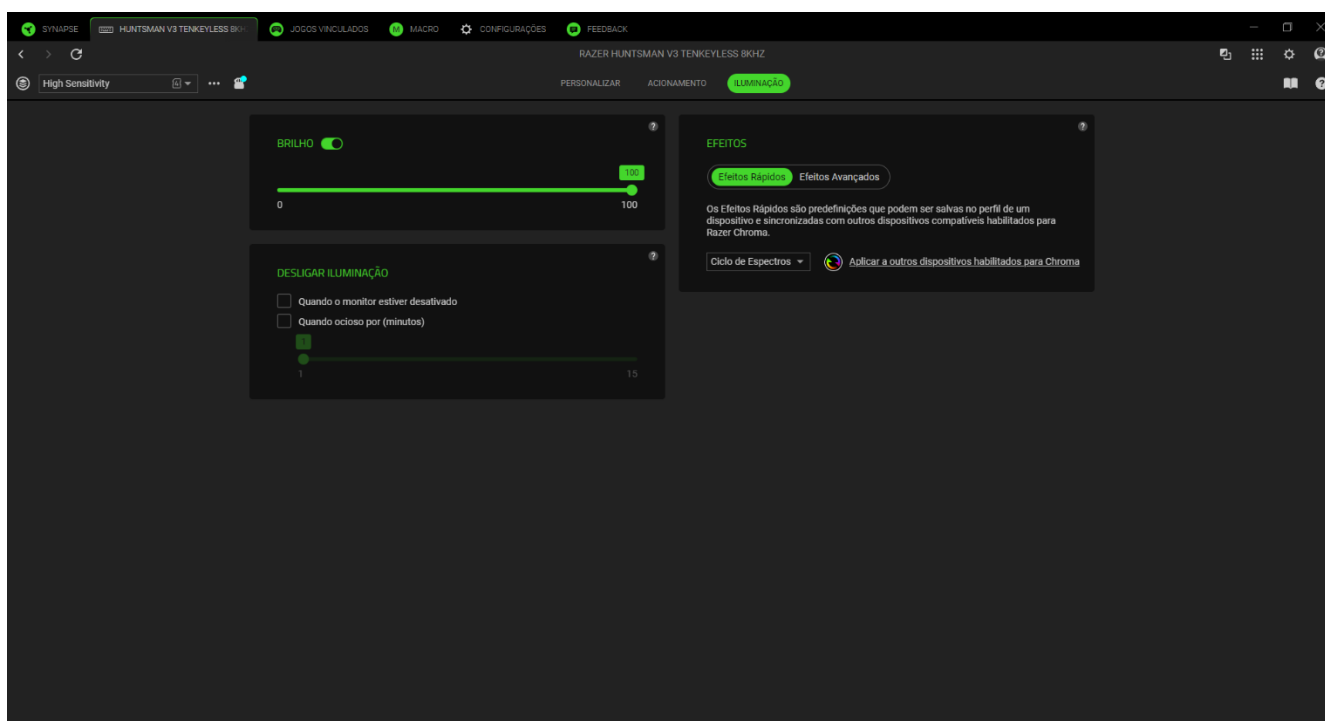 SYNAPSE
HUNTSMAN V3 TENKEYLESS 8KH
JOGOS VINCULADOS
M
MACRO
CONFIGURAÇÕES
FEEDBACK
RAZER HUNTSMAN V3 TENKEYLESS 8KHZ
High Sensitivity
PERSONALIZAR
ACIONAMENTO
ILUMINAÇÃO
BRILHO
?
100
0
100
DESLIGAR ILUMINAÇÃO
?
Quando o monitor estiver desativado
Quando ocioso por (minutos)
1
1
15
EFEITOS
?
Efeitos Rápidos
Efeitos Avançados
Os Efeitos Rápidos são predefinições que podem ser salvas no perfil de um
dispositivo e sincronizadas com outros dispositivos compatíveis habilitados para
Razer Chroma.
Ciclo de Espectros
Aplicar a outros dispositivos habilitados para Chroma